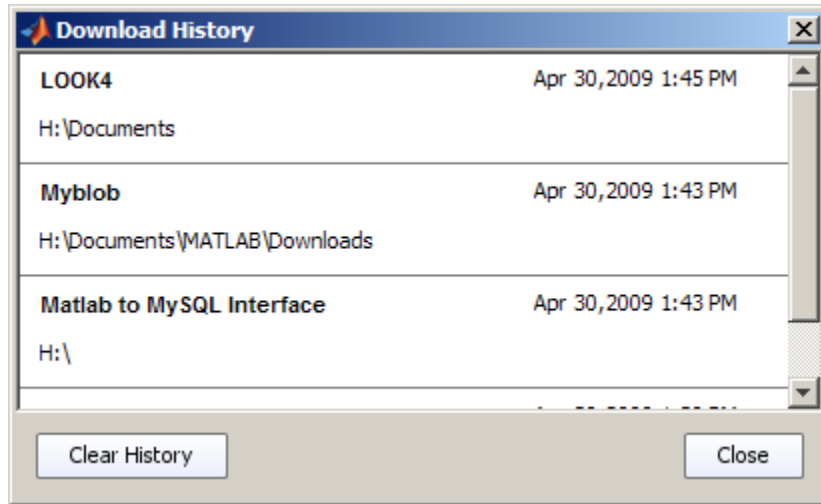 Download History
LOOK4 Apr 30,2009 1:45 PM
H:\Documents
Myblob Apr 30,2009 1:43 PM
H:\Documents\MATLAB\Downloads
Matlab to MySQL Interface Apr 30,2009 1:43 PM
H:\
Clear History Close